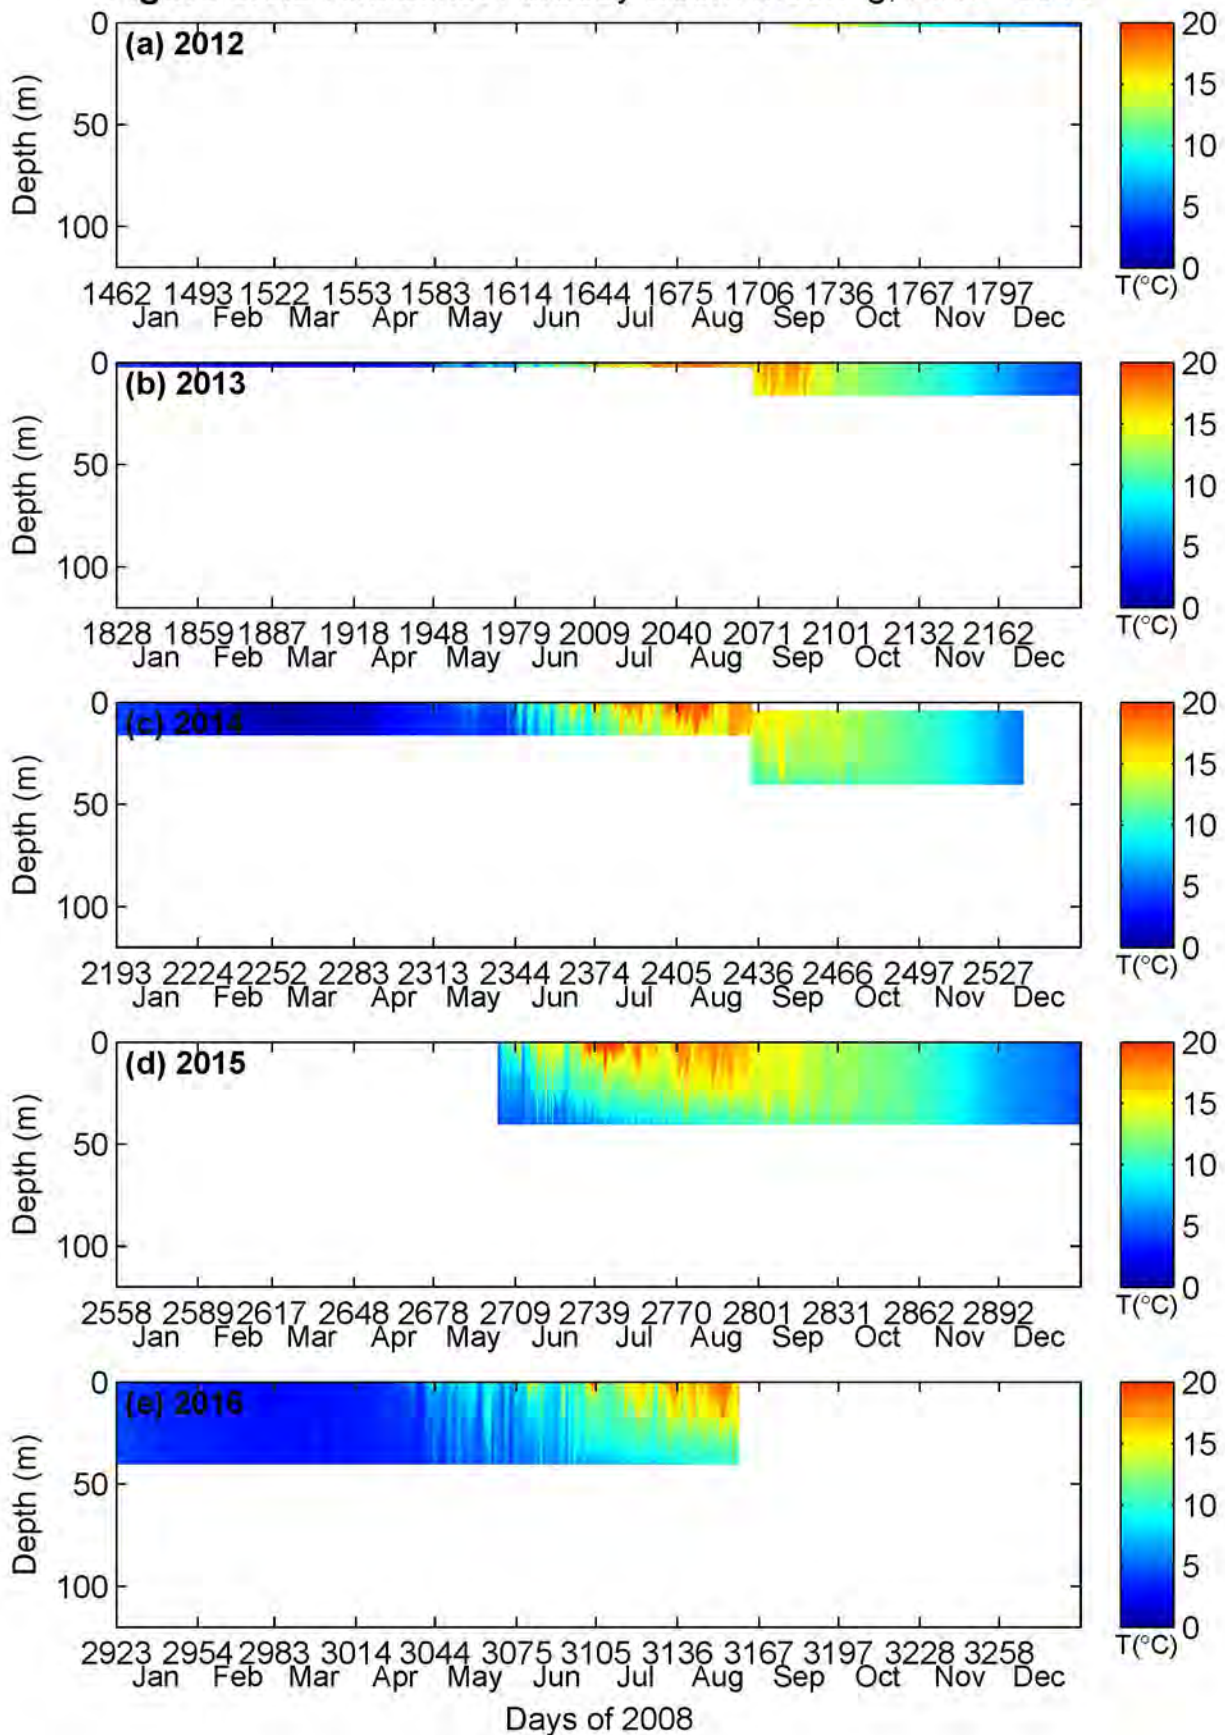 0
(a) 2012
50
100
Depth (m)
1462 1493 1522 1553 1583 1614 1644 1675 1706 1736 1767 1797
Jan Feb Mar Apr May Jun Jul Aug Sep Oct Nov Dec
20
15
10
5
0
T(°C)
0
(b) 2013
50
100
Depth (m)
1828 1859 1887 1918 1948 1979 2009 2040 2071 2101 2132 2162
Jan Feb Mar Apr May Jun Jul Aug Sep Oct Nov Dec
20
15
10
5
0
T(°C)
0
(c) 2014
50
100
Depth (m)
2193 2224 2252 2283 2313 2344 2374 2405 2436 2466 2497 2527
Jan Feb Mar Apr May Jun Jul Aug Sep Oct Nov Dec
20
15
10
5
0
T(°C)
0
(d) 2015
50
100
Depth (m)
2558 2589 2617 2648 2678 2709 2739 2770 2801 2831 2862 2892
Jan Feb Mar Apr May Jun Jul Aug Sep Oct Nov Dec
20
15
10
5
0
T(°C)
0
(e) 2016
50
100
Depth (m)
2923 2954 2983 3014 3044 3075 3105 3136 3167 3197 3228 3258
Jan Feb Mar Apr May Jun Jul Aug Sep Oct Nov Dec
20
15
10
5
0
T(°C)
Days of 2008